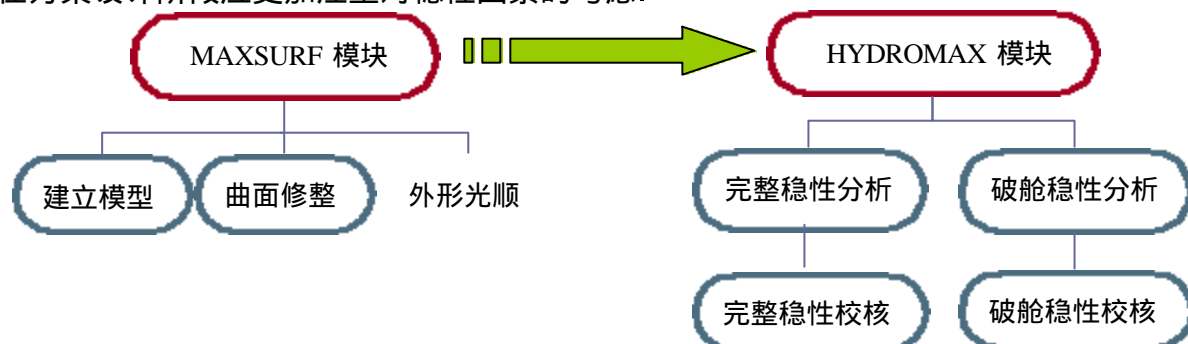 MAXSURF 模块
HYDROMAX 模块
建立模型
曲面修整
外形光顺
完整稳性分析
破舱稳性分析
完整稳性校核
破舱稳性校核